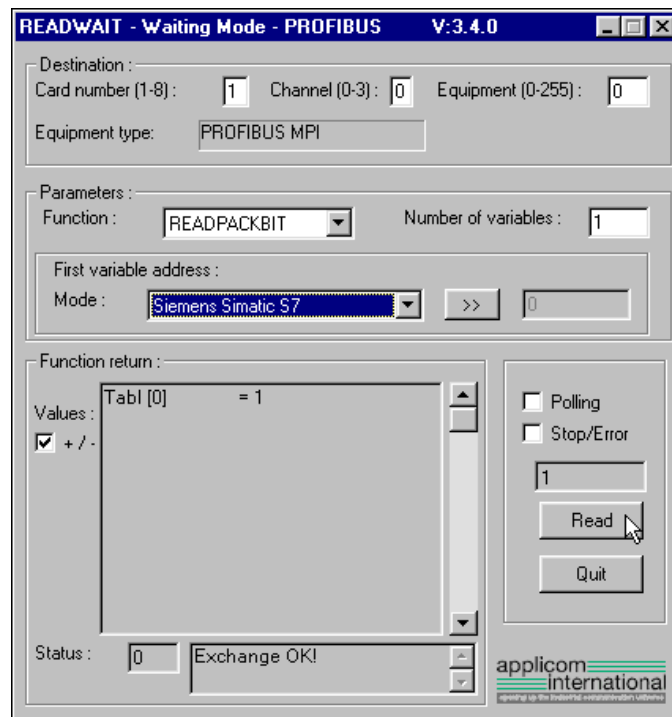 READWAIT - Waiting Mode - PROFIBUS V:3.4.0
Destination :
Card number (1-8) : 1 Channel (0-3) : 0 Equipment (0-255) : 0
Equipment type: PROFIBUS MPI
Parameters :
Function : READPACKBIT Number of variables : 1
First variable address :
Mode : Siemens Simatic S7 >> 0
Function return :
Tabl [0] = 1
Values :
+ / -
Polling
Stop/Error
1
Read
Quit
Status : 0 Exchange OK!
applicom
international